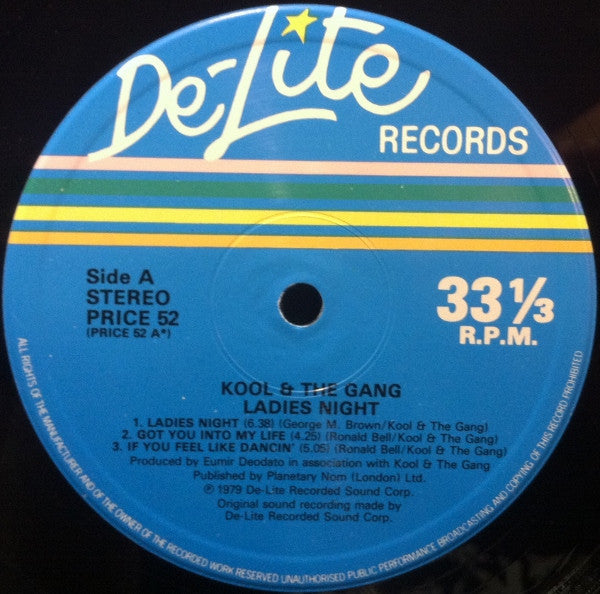 De-Lite
RECORDS
Side A
STEREO
PRICE 52
(PRICE 52 A*)
33 1/3
R.P.M.
KOOL & THE GANG
LADIES NIGHT
1. LADIES NIGHT (6.38) (George M. Brown/Kool & The Gang)
2. GOT YOU INTO MY LIFE (4.25) (Ronald Bell/Kool & The Gang)
3. IF YOU FEEL LIKE DANCIN' (5.05) (Ronald Bell/Kool & The Gang)
Produced by Eumir Deodato in association with Kool & The Gang
Published by Planetary Nom (London) Ltd.
℗ 1979 De-Lite Recorded Sound Corp.
Original sound recording made by
De-Lite Recorded Sound Corp.
ALL RIGHTS OF THE MANUFACTURER AND OF THE OWNER OF THE RECORDED WORK RESERVED UNAUTHORISED PUBLIC PERFORMANCE BROADCASTING AND COPYING OF THIS RECORD PROHIBITED